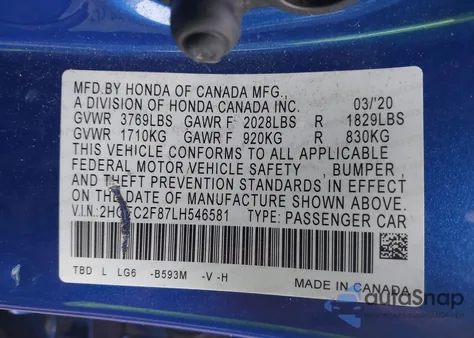 MFD.BY HONDA OF CANADA MFG.,
A DIVISION OF HONDA CANADA INC. 03/'20
GVWR 3769LBS GAWR F 2028LBS R 1829LBS
GVWR 1710KG GAWR F 920KG R 830KG
THIS VEHICLE CONFORMS TO ALL APPLICABLE
FEDERAL MOTOR VEHICLE SAFETY , BUMPER ,
AND THEFT PREVENTION STANDARDS IN EFFECT
ON THE DATE OF MANUFACTURE SHOWN ABOVE.
V.I.N: TYPE: PASSENGER CAR
TBD L LG6 -B593M -V -H
MADE IN CANADA
autoSnap